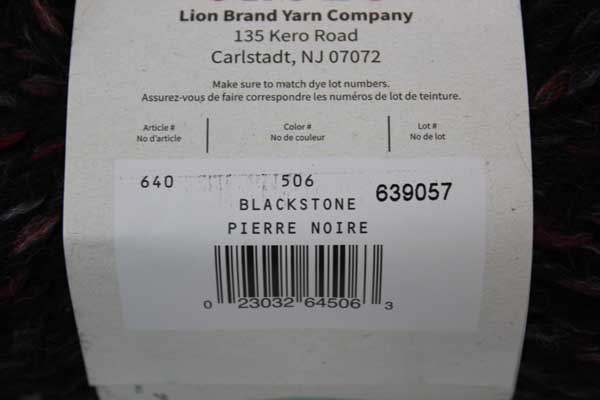 Lion Brand Yarn Company
135 Kero Road
Carlstadt, NJ 07072
Make sure to match dye lot numbers.
Assurez-vous de faire correspondre les numéros de lot de teinture.
Article # Color # Lot #
No d'article No de couleur No de lot
640 506 639057
BLACKSTONE
PIERRE NOIRE
0 23032 64506 3